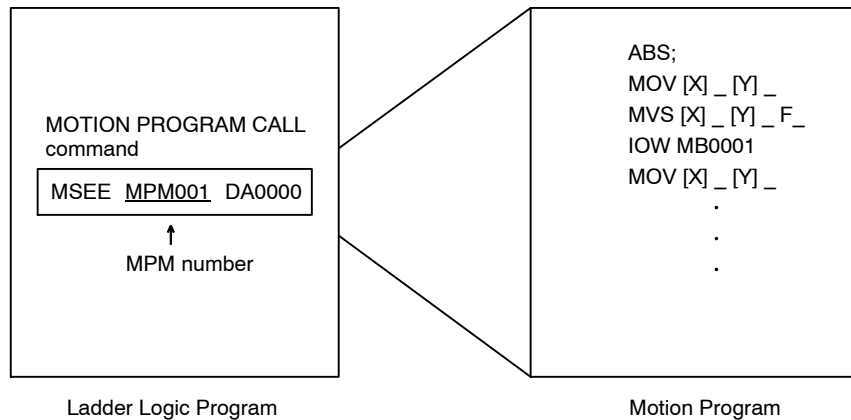 MOTION PROGRAM CALL
command
MSEE MPM001 DA0000
MPM number
Ladder Logic Program
ABS;
MOV [X] _ [Y] _
MVS [X] _ [Y] _ F_
IOW MB0001
MOV [X] _ [Y] _
.
.
.
Motion Program